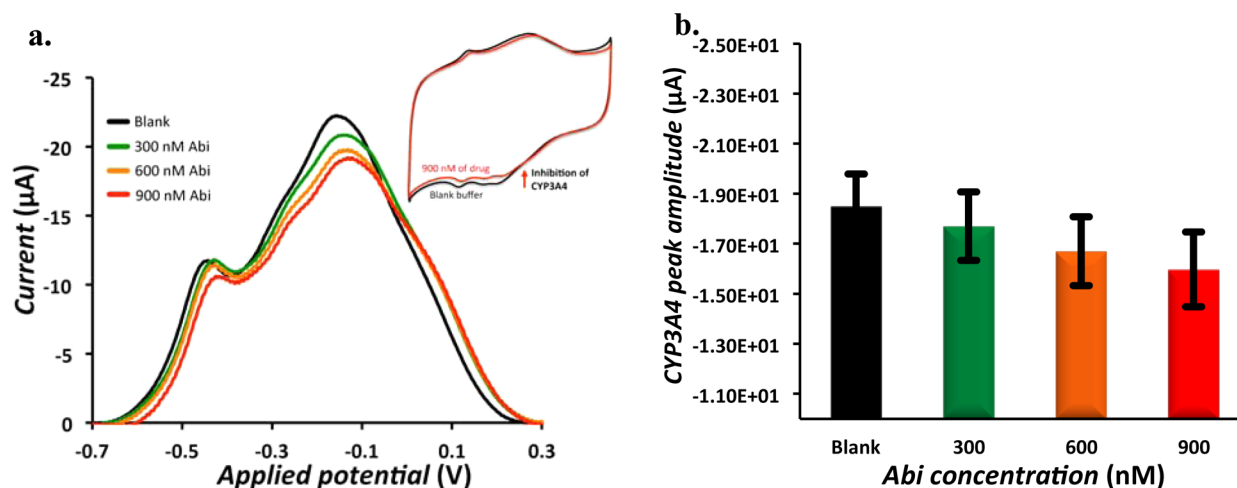 a.
-25
-20
-15
-10
-5
0
Current (µA)
-0.7
-0.5
-0.3
-0.1
0.1
0.3
Applied potential (V)
Blank
300 nM Abi
600 nM Abi
900 nM Abi
900 nM of drug
Blank buffer
Inhibition of
CYP3A4
b.
-2.50E+01
-2.30E+01
-2.10E+01
-1.90E+01
-1.70E+01
-1.50E+01
-1.30E+01
-1.10E+01
CYP3A4 peak amplitude (µA)
Blank
300
600
900
Abi concentration (nM)